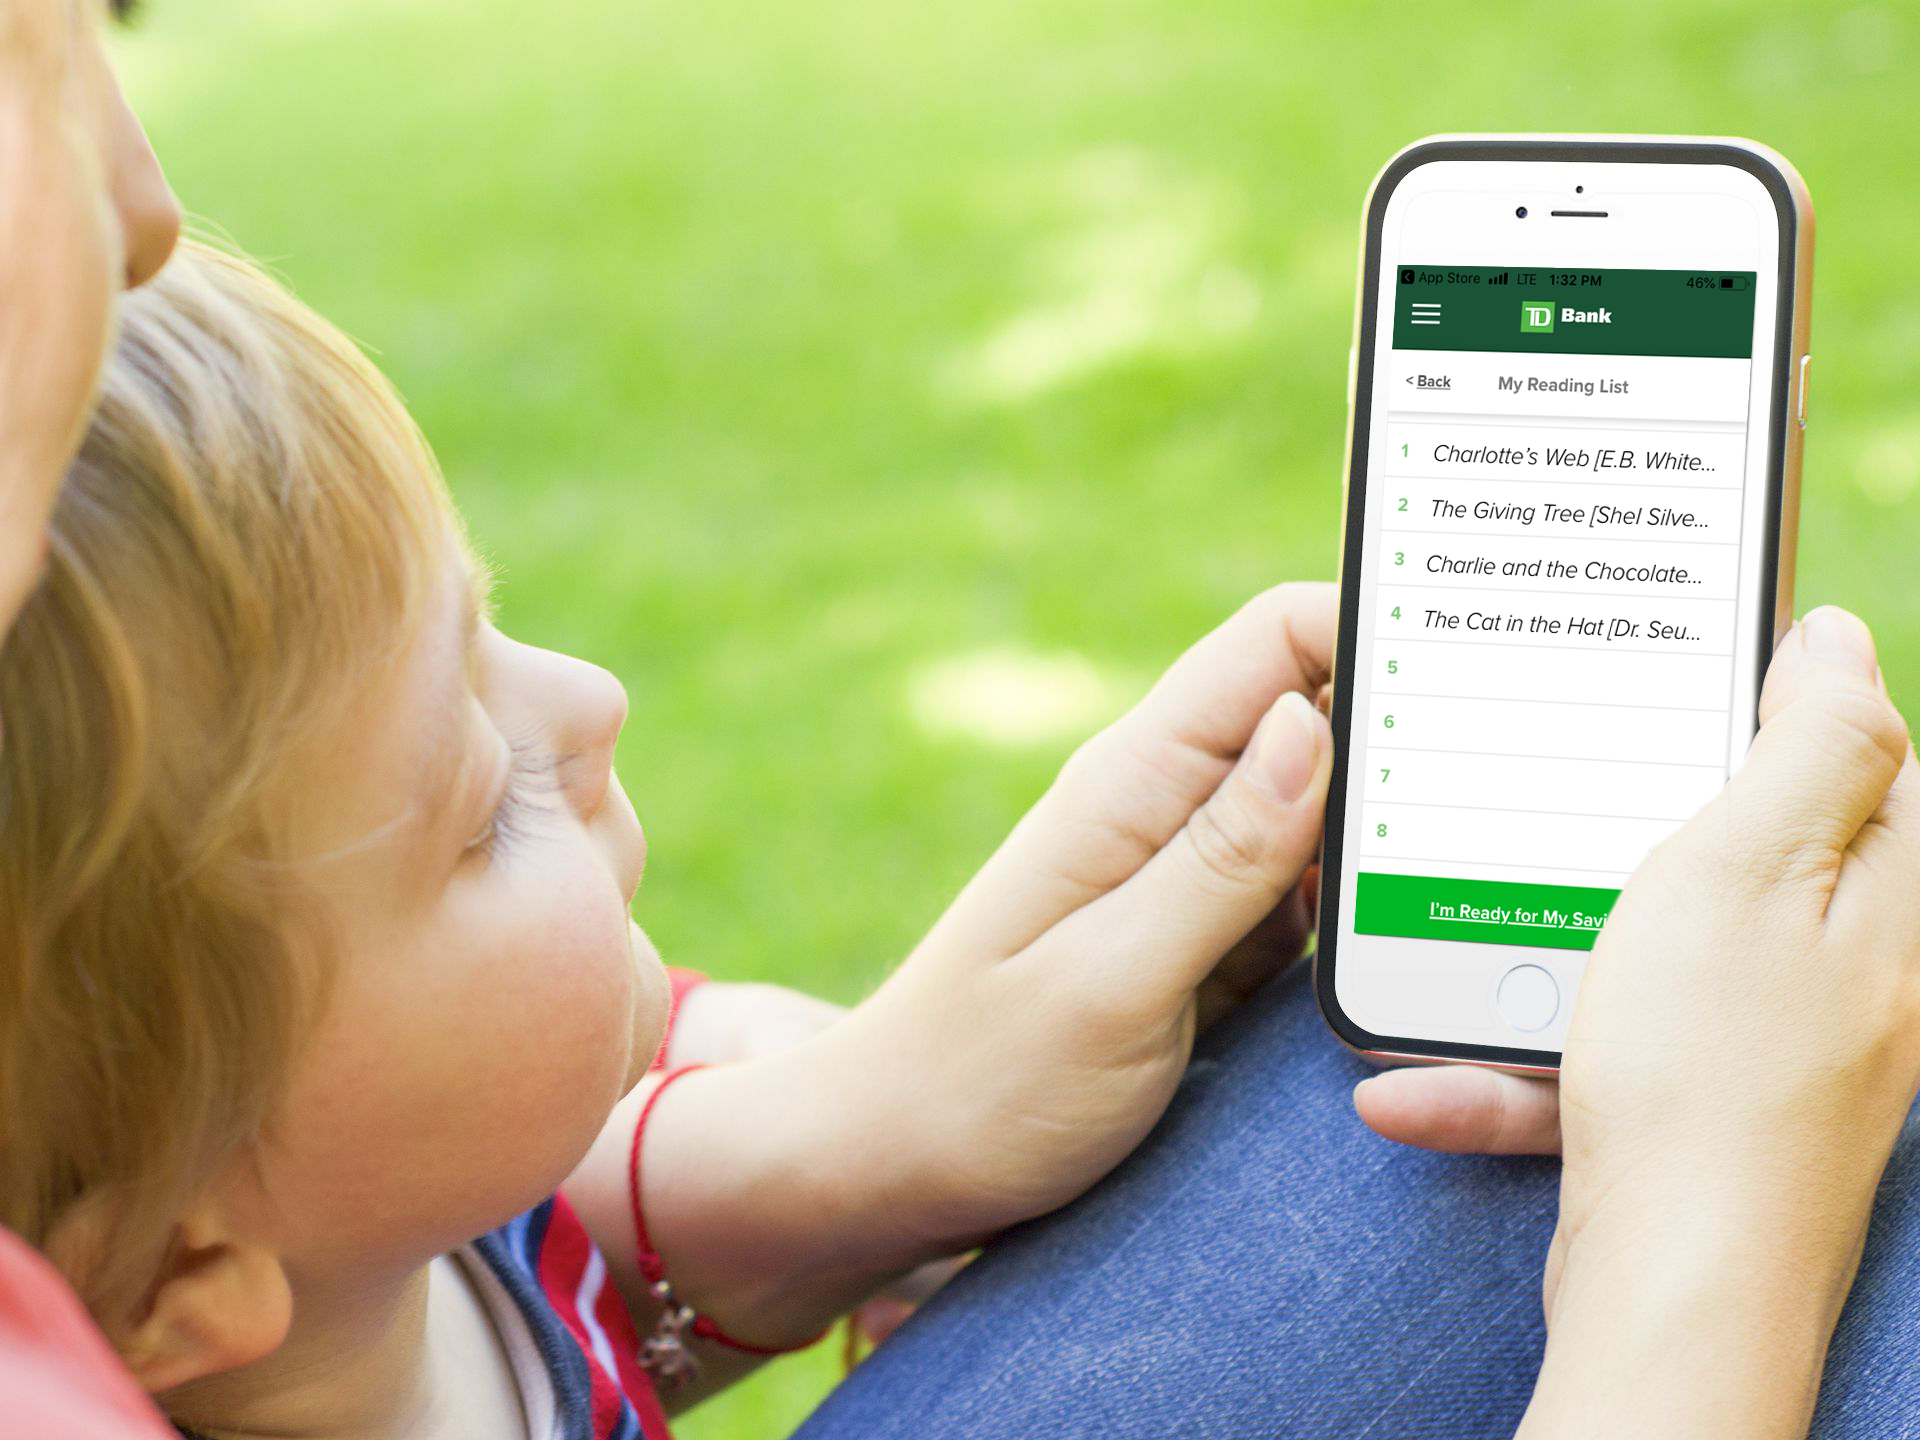 App Store LTE 1:32 PM 46%
TD Bank
< Back My Reading List
1 Charlotte's Web [E.B. White...
2 The Giving Tree [Shel Silve...
3 Charlie and the Chocolate...
4 The Cat in the Hat [Dr. Seu...
5
6
7
8
I'm Ready for My Savi